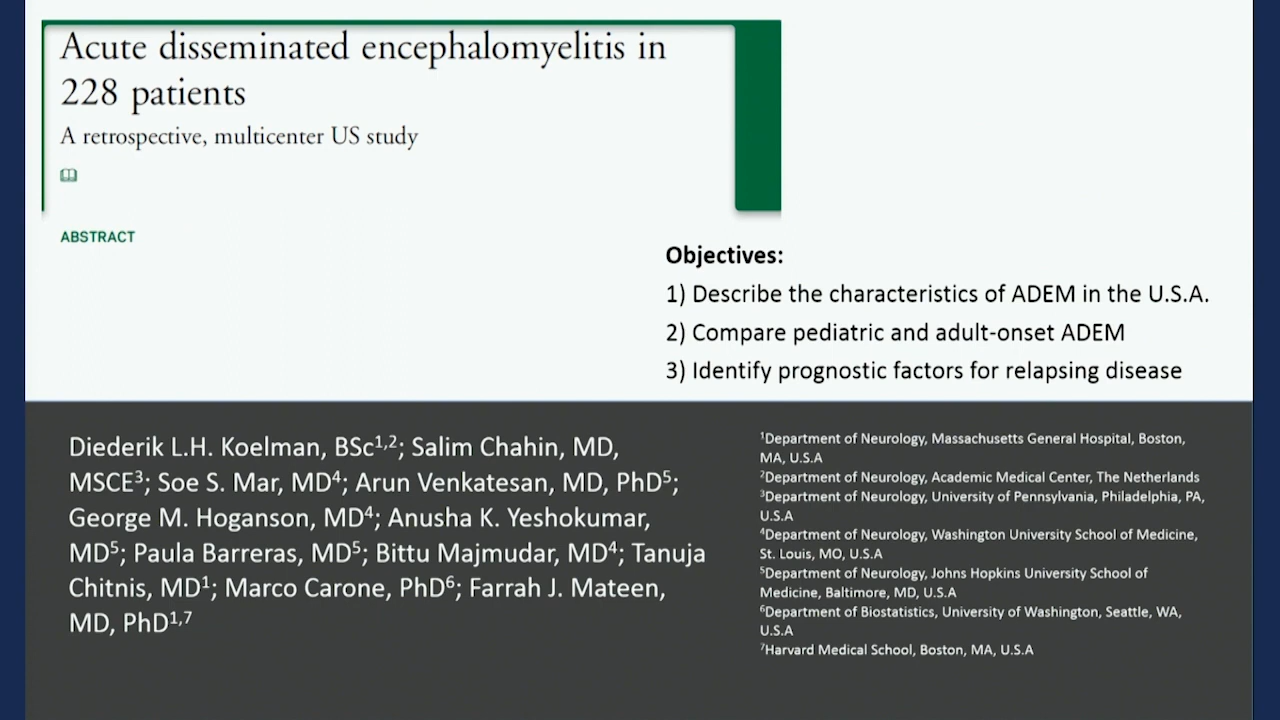 Acute disseminated encephalomyelitis in
228 patients
A retrospective, multicenter US study
ABSTRACT
Objectives:
1) Describe the characteristics of ADEM in the U.S.A.
2) Compare pediatric and adult-onset ADEM
3) Identify prognostic factors for relapsing disease
Diederik L.H. Koelman, BSc¹,²; Salim Chahin, MD,
MSCE³; Soe S. Mar, MD⁴; Arun Venkatesan, MD, PhD⁵;
George M. Hoganson, MD⁴; Anusha K. Yeshokumar,
MD⁵; Paula Barreras, MD⁵; Bittu Majmudar, MD⁴; Tanuja
Chitnis, MD¹; Marco Carone, PhD⁶; Farrah J. Mateen,
MD, PhD¹,⁷
¹Department of Neurology, Massachusetts General Hospital, Boston,
MA, U.S.A
²Department of Neurology, Academic Medical Center, The Netherlands
³Department of Neurology, University of Pennsylvania, Philadelphia, PA,
U.S.A
⁴Department of Neurology, Washington University School of Medicine,
St. Louis, MO, U.S.A
⁵Department of Neurology, Johns Hopkins University School of
Medicine, Baltimore, MD, U.S.A
⁶Department of Biostatistics, University of Washington, Seattle, WA,
U.S.A
⁷Harvard Medical School, Boston, MA, U.S.A